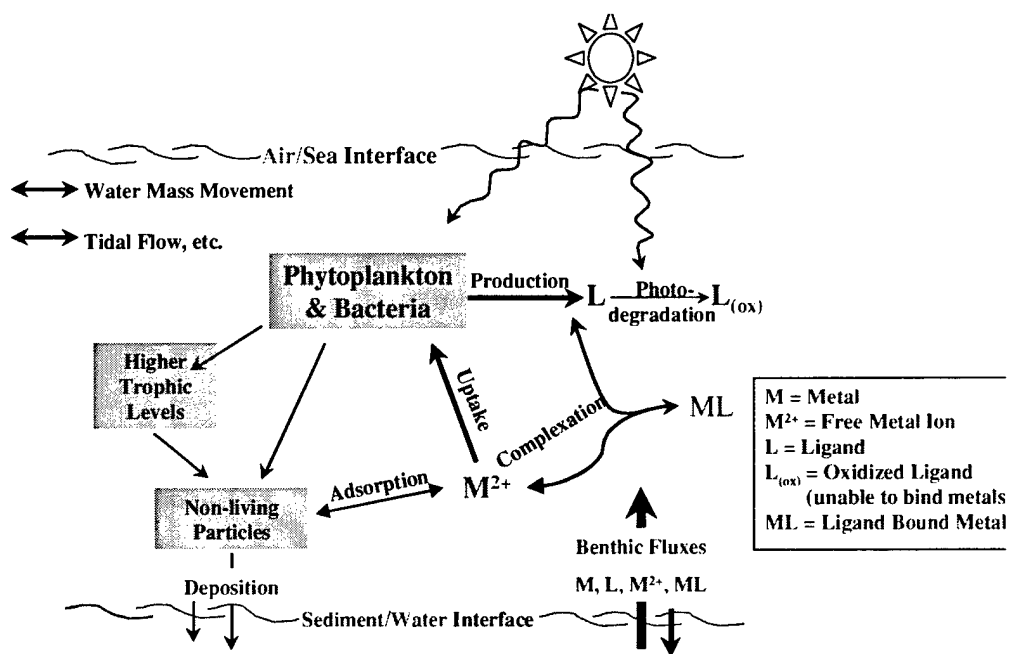 Air/Sea Interface
Water Mass Movement
Tidal Flow, etc.
Phytoplankton
& Bacteria
Production
L
Photo-
degradation
L(ox)
Higher
Trophic
Levels
Uptake
Complexation
ML
Adsorption
M²⁺
Non-living
Particles
Deposition
Benthic Fluxes
M, L, M²⁺, ML
Sediment/Water Interface
M = Metal
M²⁺ = Free Metal Ion
L = Ligand
L(ox) = Oxidized Ligand
(unable to bind metals
ML = Ligand Bound Metal